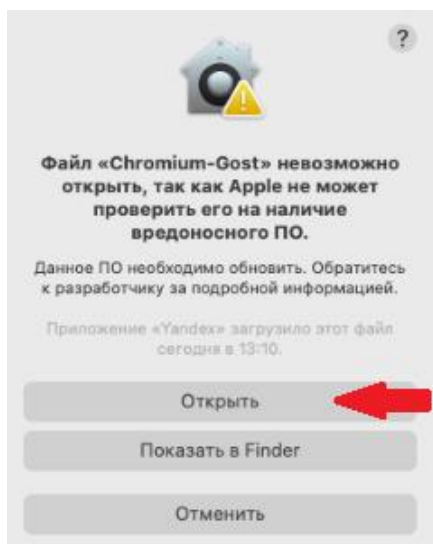 ?
Файл «Chromium-Gost» невозможно
открыть, так как Apple не может
проверить его на наличие
вредоносного ПО.
Данное ПО необходимо обновить. Обратитесь
к разработчику за подробной информацией.
Приложение «Yandex» загрузило этот файл
сегодня в 13:10.
Открыть
Показать в Finder
Отменить